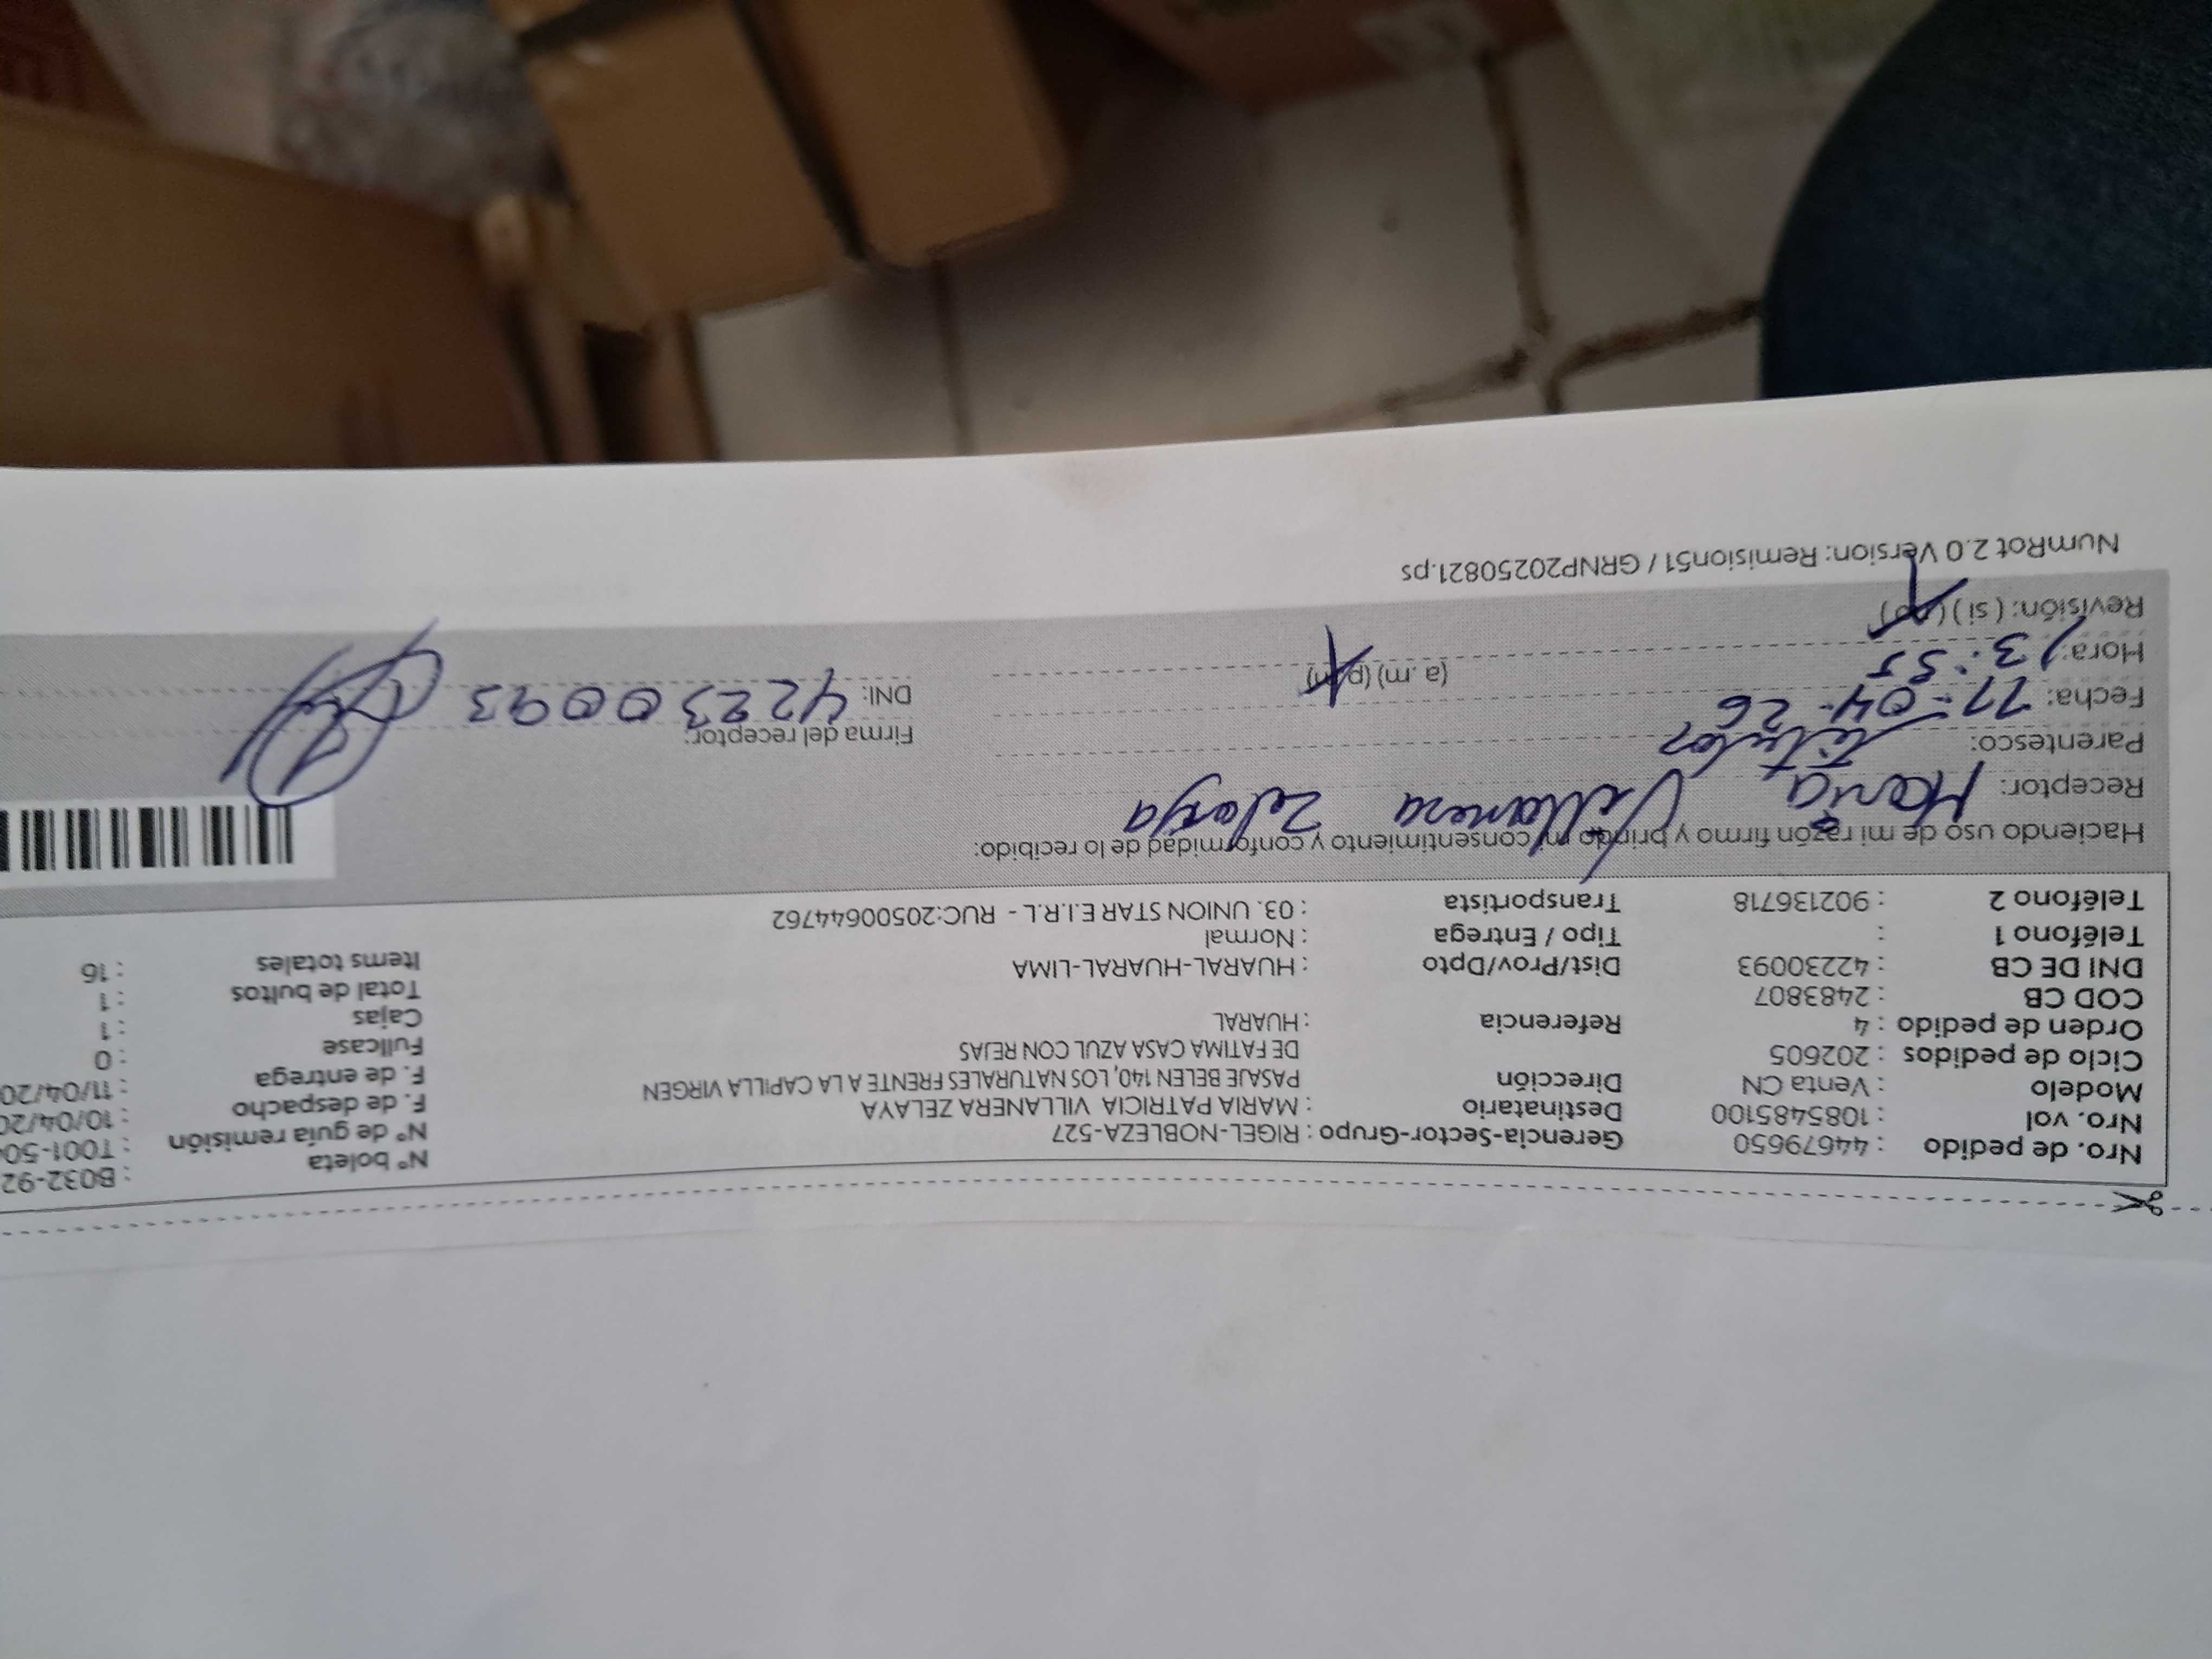 Nro. de pedido : 44679650 Gerencia-Sector-Grupo : RIGEL-NOBLEZA-527 N° boleta : B032-92
Nro. vol : 1085485100 Destinatario : MARIA PATRICIA VILLANERA ZELAYA N° de guía remisión : T001-50
Modelo : Venta CN Dirección PASAJE BELEN 140, LOS NATURALES FRENTE A LA CAPILLA VIRGEN F. de despacho : 10/04/20
Ciclo de pedidos : 202605 DE FATIMA CASA AZUL CON REJAS F. de entrega : 11/04/20
Orden de pedido : 4 Referencia : HUARAL Fullcase : 0
COD CB : 2483807 Cajas : 1
DNI DE CB : 42230093 Dist/Prov/Dpto : HUARAL-HUARAL-LIMA Total de bultos : 1
Teléfono 1 : Tipo / Entrega : Normal Items totales : 16
Teléfono 2 : 902136718 Transportista : 03. UNION STAR E.I.R.L - RUC:20500644762
Haciendo uso de mi razón firmo y brindo mi consentimiento y conformidad de lo recibido:
Receptor: Maria Villanera Zelaya
Parentesco: Titular Firma del receptor:
Fecha: 11-04-26 DNI: 42230093
Hora: 13:55 (a.m) (p.m)
Revisión: (si) (no)
NumRot 2.0 Version: Remision51 / GRNP20250821.ps